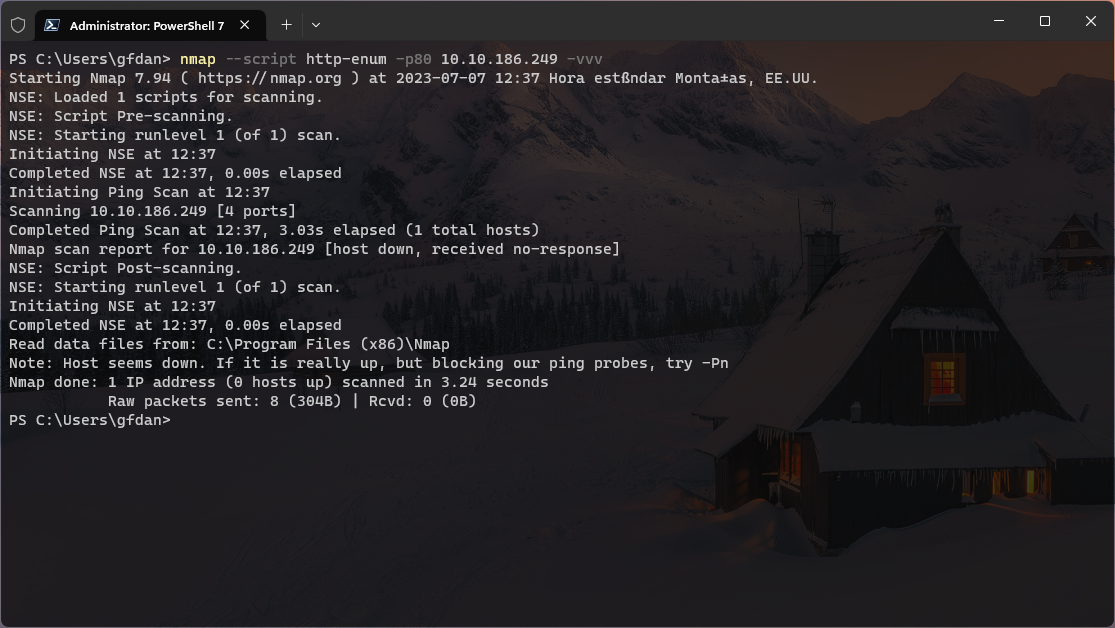 Administrator: PowerShell 7
PS C:\Users\gfdan> nmap --script http-enum -p80 10.10.186.249 -vvv
Starting Nmap 7.94 ( https://nmap.org ) at 2023-07-07 12:37 Hora estßndar Monta±as, EE.UU.
NSE: Loaded 1 scripts for scanning.
NSE: Script Pre-scanning.
NSE: Starting runlevel 1 (of 1) scan.
Initiating NSE at 12:37
Completed NSE at 12:37, 0.00s elapsed
Initiating Ping Scan at 12:37
Scanning 10.10.186.249 [4 ports]
Completed Ping Scan at 12:37, 3.03s elapsed (1 total hosts)
Nmap scan report for 10.10.186.249 [host down, received no-response]
NSE: Script Post-scanning.
NSE: Starting runlevel 1 (of 1) scan.
Initiating NSE at 12:37
Completed NSE at 12:37, 0.00s elapsed
Read data files from: C:\Program Files (x86)\Nmap
Note: Host seems down. If it is really up, but blocking our ping probes, try -Pn
Nmap done: 1 IP address (0 hosts up) scanned in 3.24 seconds
           Raw packets sent: 8 (304B) | Rcvd: 0 (0B)
PS C:\Users\gfdan>